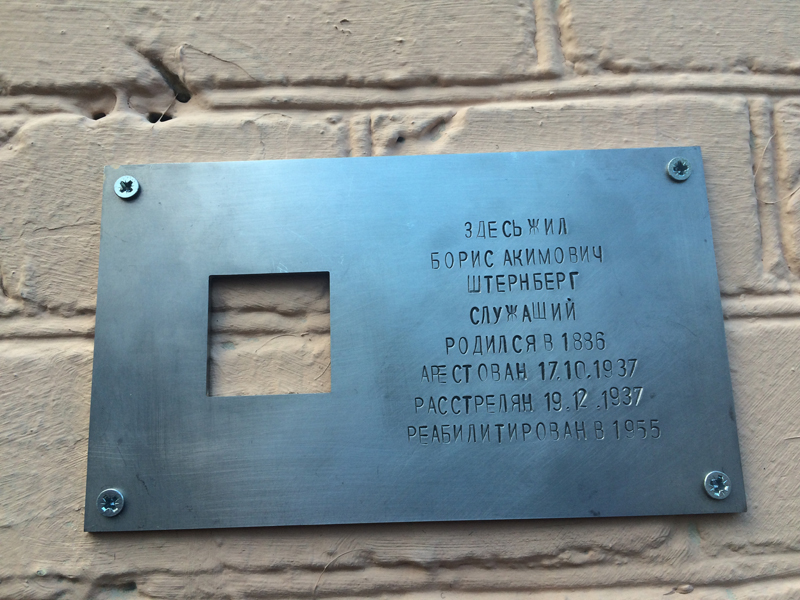 ЗДЕСЬ ЖИЛ
БОРИС АКИМОВИЧ
ШТЕРНБЕРГ
СЛУЖАЩИЙ
РОДИЛСЯ В 1886
АРЕСТОВАН 17.10.1937
РАССТРЕЛЯН 19.12.1937
РЕАБИЛИТИРОВАН В 1955